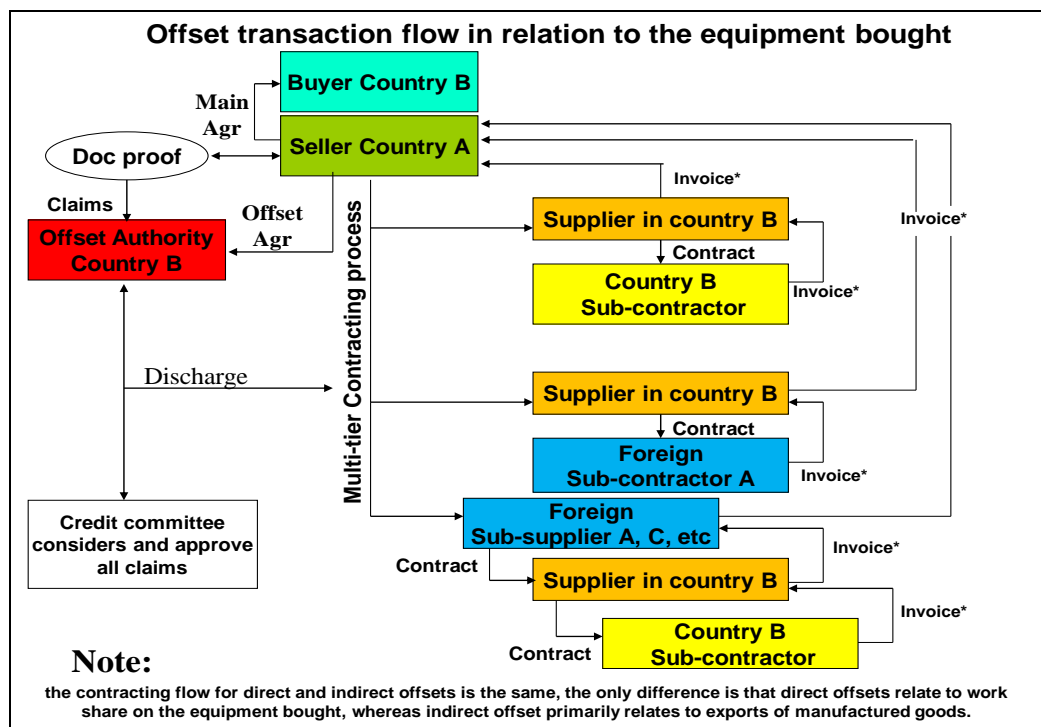 Offset transaction flow in relation to the equipment bought
Buyer Country B
Main
Agr
Seller Country A
Doc proof
Claims
Offset
Agr
Offset Authority
Country B
Multi-tier Contracting process
Invoice*
Invoice*
Supplier in country B
Contract
Country B
Sub-contractor
Invoice*
Discharge
Supplier in country B
Contract
Foreign
Sub-contractor A
Invoice*
Credit committee
considers and approve
all claims
Foreign
Sub-supplier A, C, etc
Contract
Invoice*
Supplier in country B
Invoice*
Contract
Country B
Sub-contractor
Note:
the contracting flow for direct and indirect offsets is the same, the only difference is that direct offsets relate to work
share on the equipment bought, whereas indirect offset primarily relates to exports of manufactured goods.